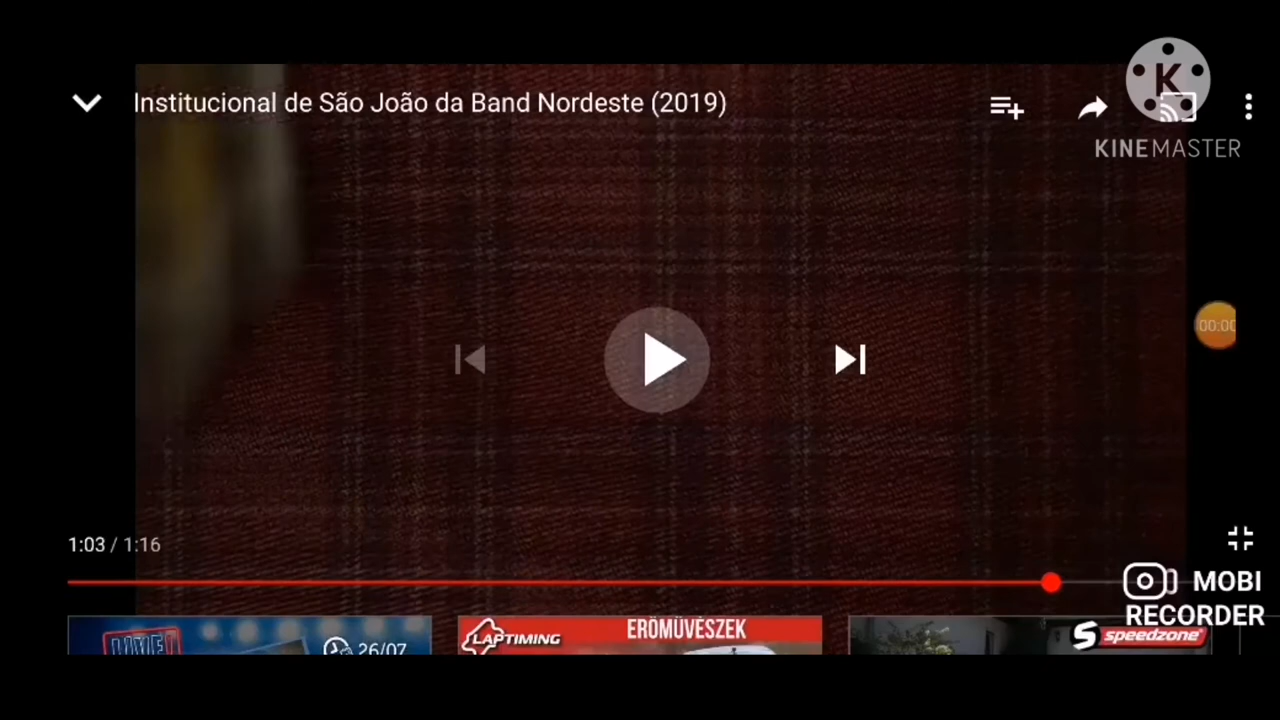 Institucional de São João da Band Nordeste (2019)
K
KINEMASTER
00:00
1:03 / 1:16
MOBI
RECORDER
LIVE!
26/07
LAPTIMING
ERŐMŰVÉSZEK
S speedzone